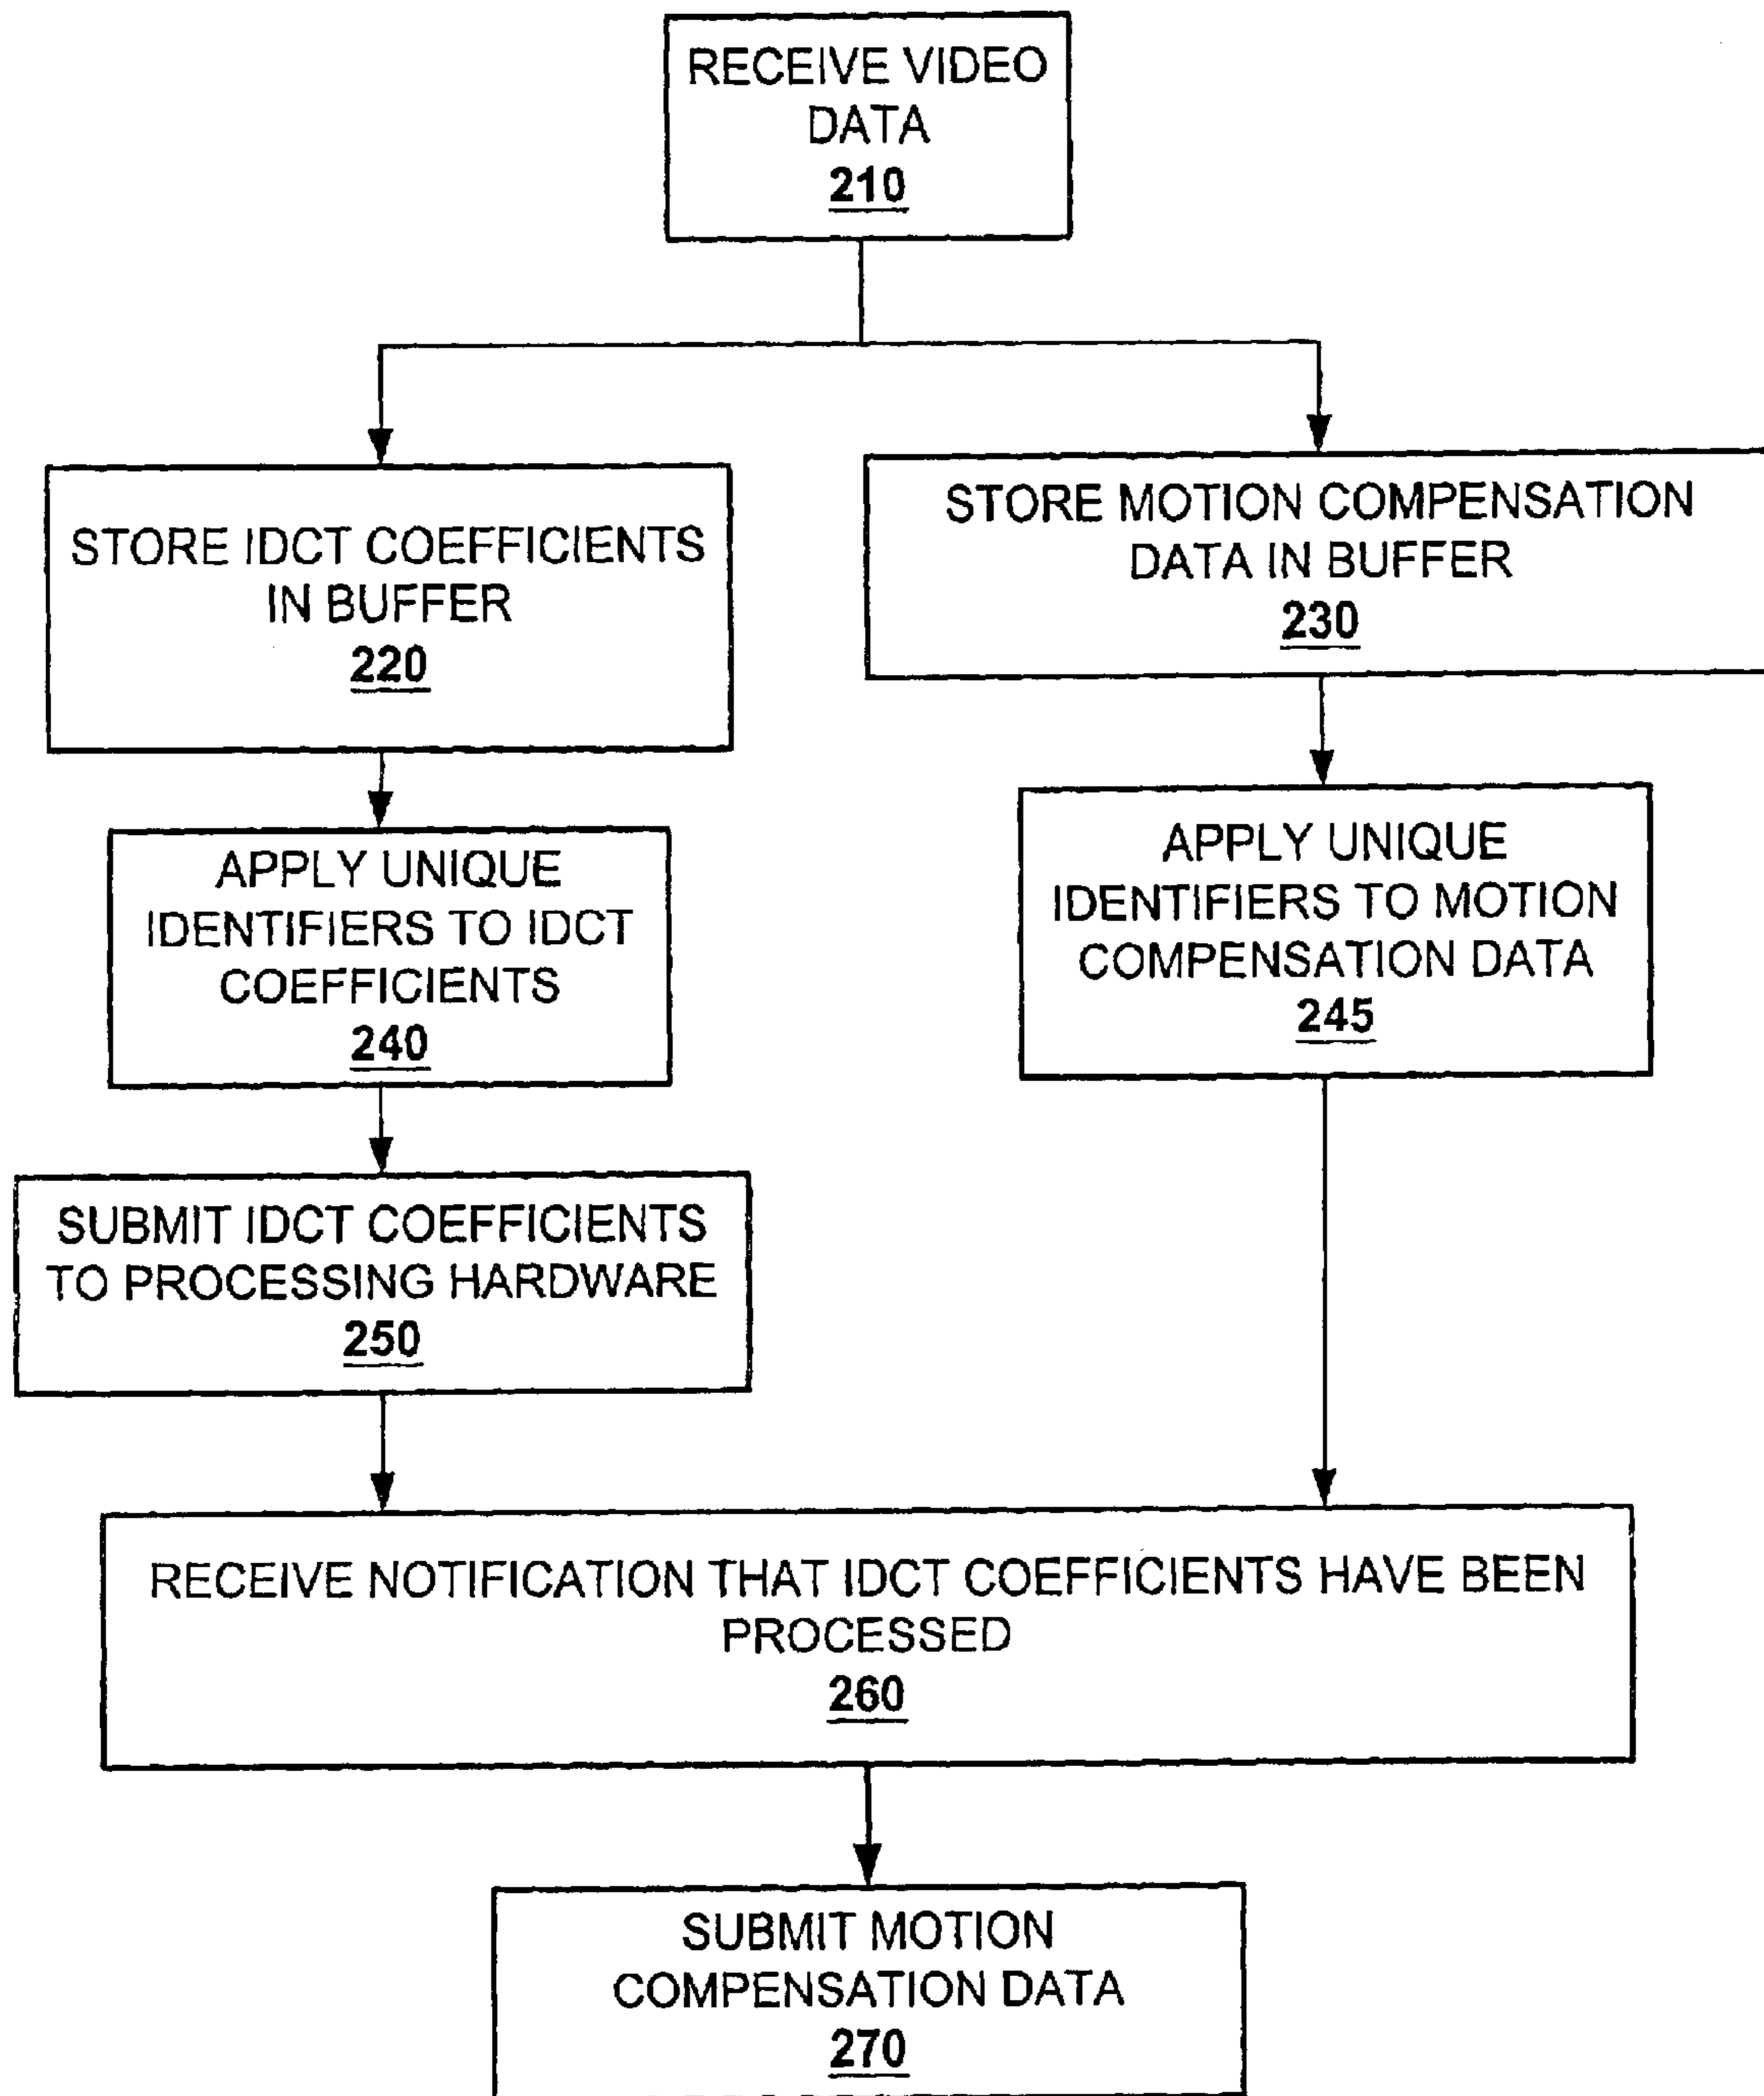 RECEIVE VIDEO
DATA
210
STORE IDCT COEFFICIENTS
IN BUFFER
220
STORE MOTION COMPENSATION
DATA IN BUFFER
230
APPLY UNIQUE
IDENTIFIERS TO IDCT
COEFFICIENTS
240
APPLY UNIQUE
IDENTIFIERS TO MOTION
COMPENSATION DATA
245
SUBMIT IDCT COEFFICIENTS
TO PROCESSING HARDWARE
250
RECEIVE NOTIFICATION THAT IDCT COEFFICIENTS HAVE BEEN
PROCESSED
260
SUBMIT MOTION
COMPENSATION DATA
270